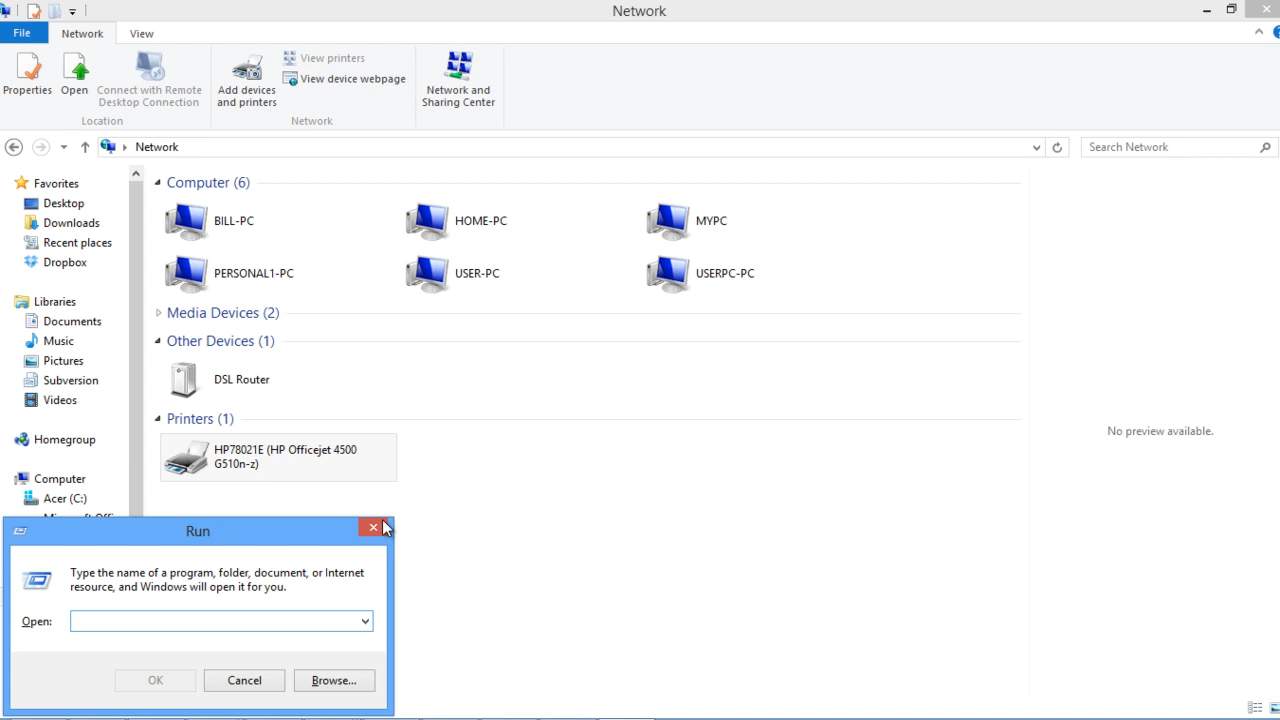 Network
File Network View
Properties Open Connect with Remote Desktop Connection
Add devices and printers
View printers
View device webpage
Network and Sharing Center
Location Network
Network
Search Network
Favorites
Desktop
Downloads
Recent places
Dropbox
Libraries
Documents
Music
Pictures
Subversion
Videos
Homegroup
Computer
Acer (C:)
Computer (6)
BILL-PC HOME-PC MYPC
PERSONAL1-PC USER-PC USERPC-PC
Media Devices (2)
Other Devices (1)
DSL Router
Printers (1)
HP78021E (HP Officejet 4500
G510n-z)
No preview available.
Run
Type the name of a program, folder, document, or Internet
resource, and Windows will open it for you.
Open:
OK Cancel Browse...